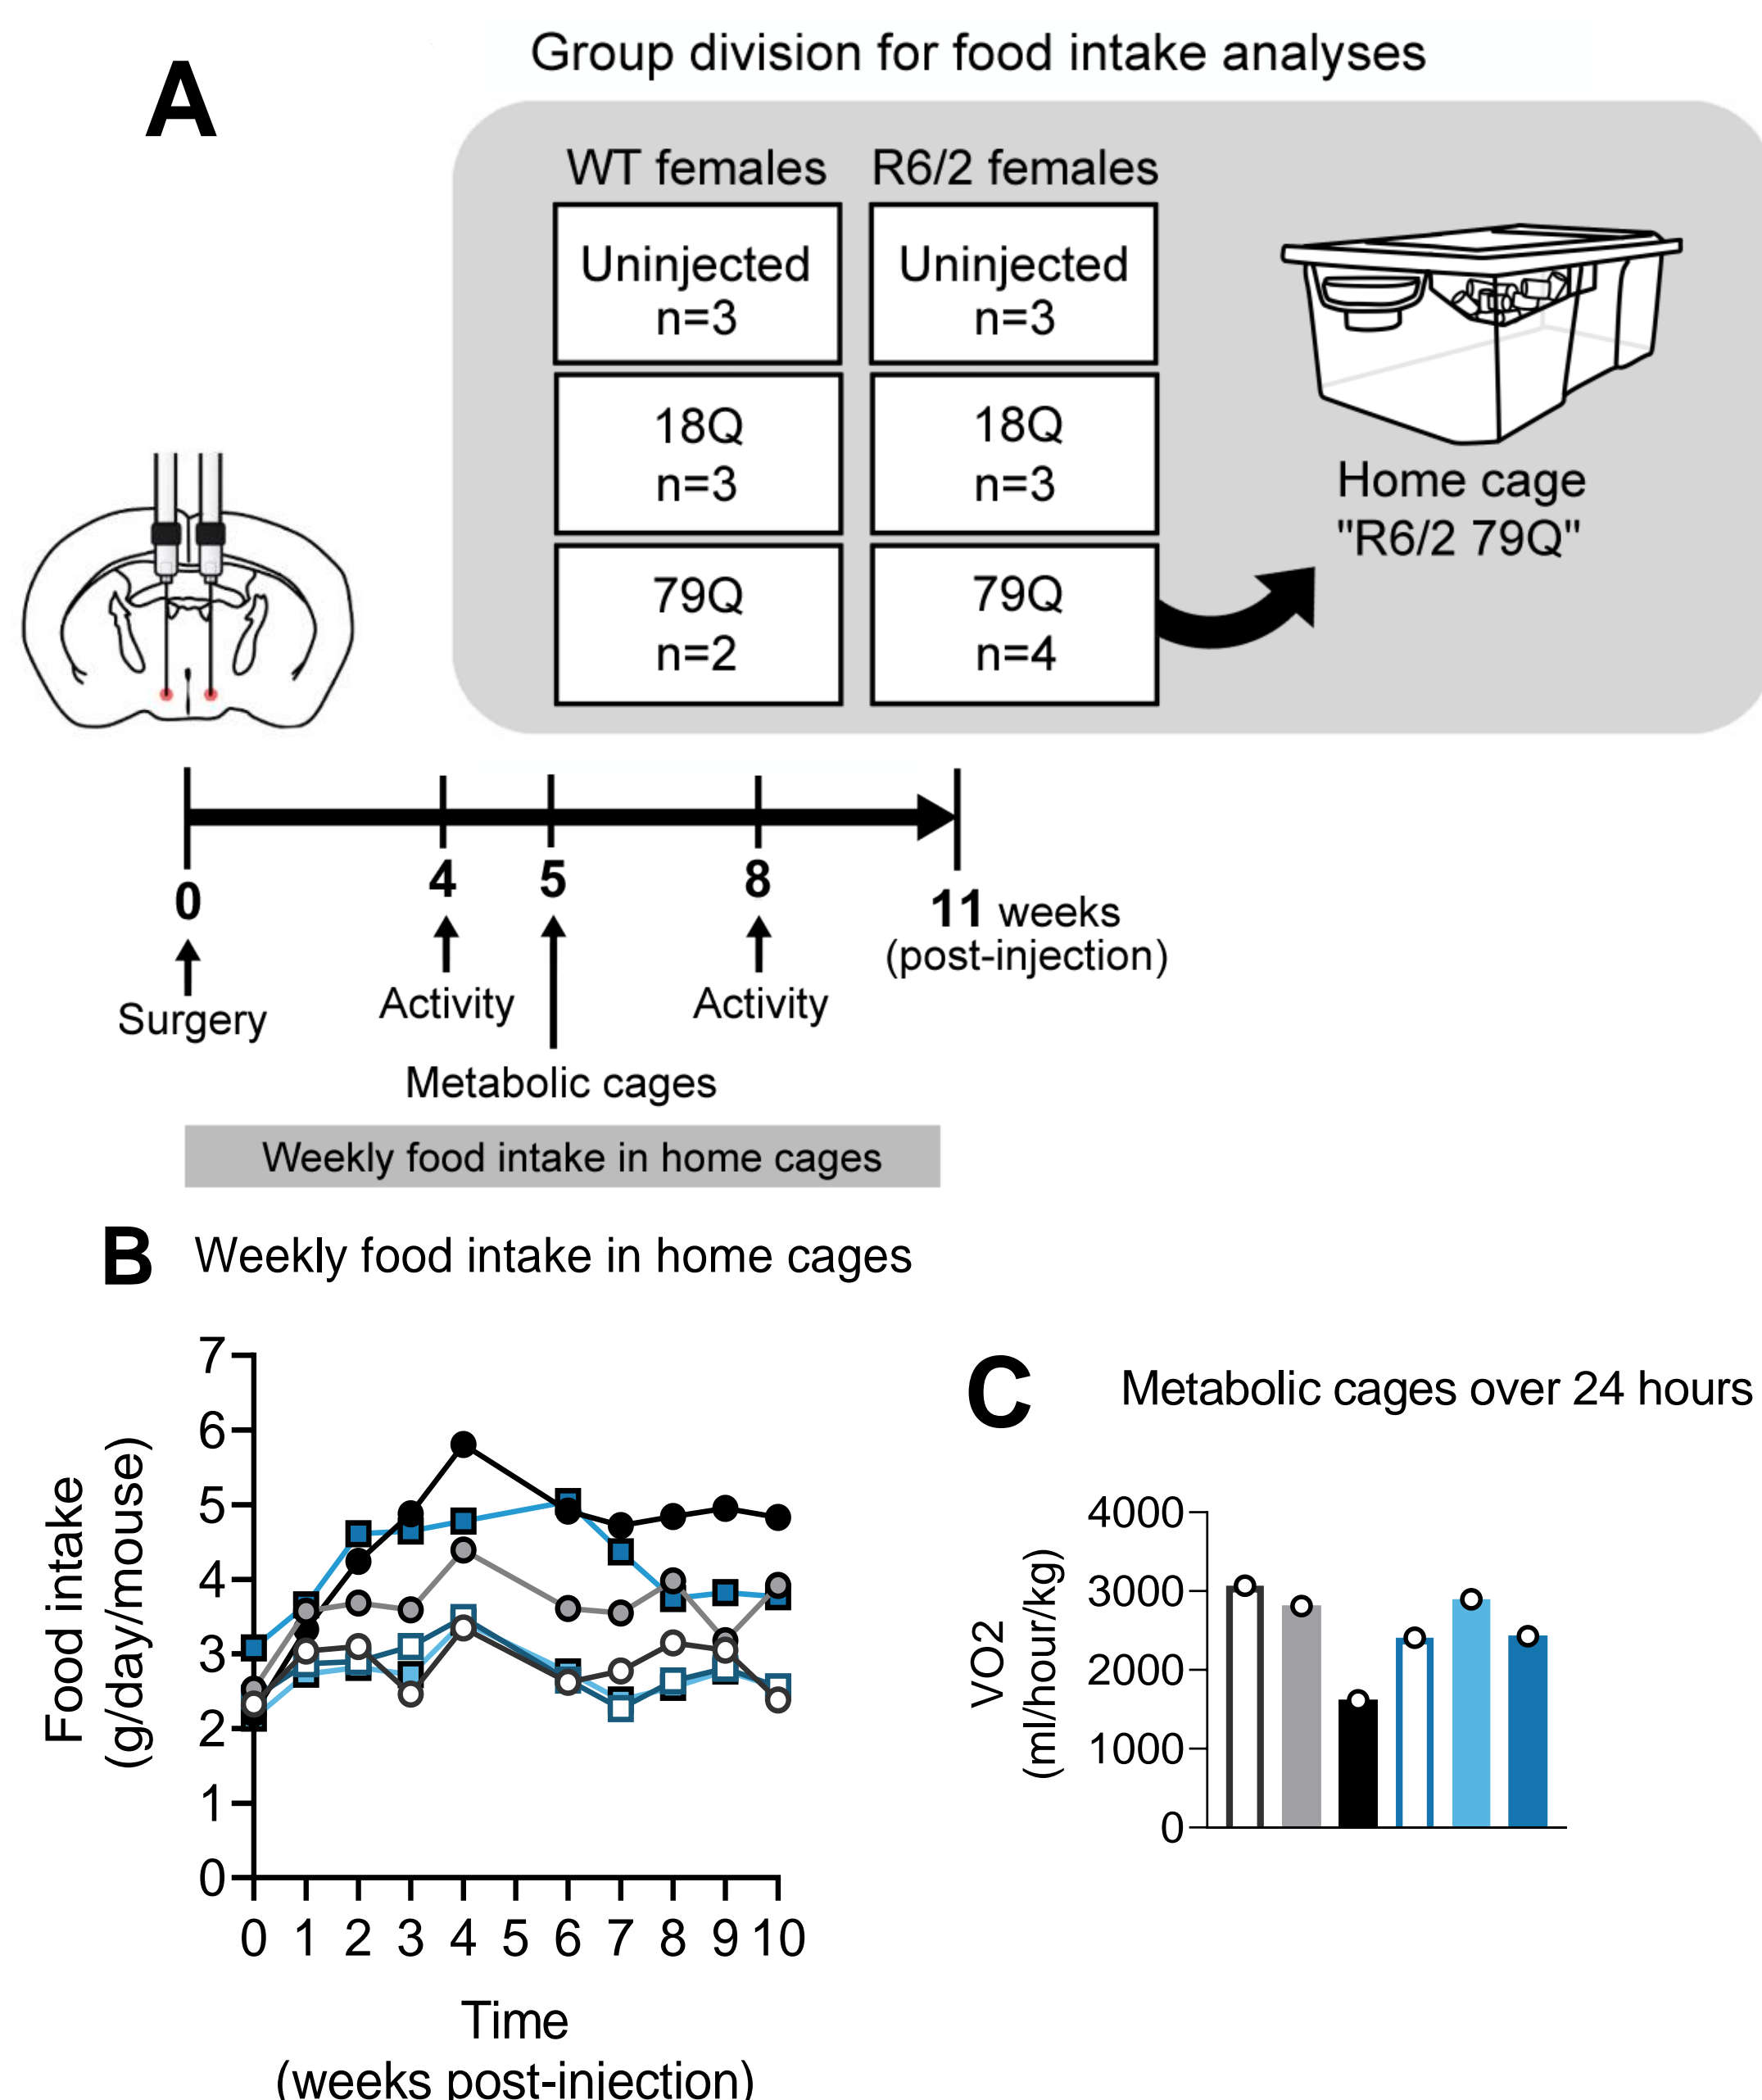 A
Group division for food intake analyses
WT females
R6/2 females
Uninjected
n=3
Uninjected
n=3
18Q
n=3
18Q
n=3
79Q
n=2
79Q
n=4
Home cage
"R6/2 79Q"
0
4
5
8
11 weeks
(post-injection)
Surgery
Activity
Activity
Metabolic cages
Weekly food intake in home cages
B
Weekly food intake in home cages
Food intake
(g/day/mouse)
7
6
5
4
3
2
1
0
0 1 2 3 4 5 6 7 8 9 10
Time
(weeks post-injection)
C
Metabolic cages over 24 hours
VO2
(ml/hour/kg)
4000
3000
2000
1000
0